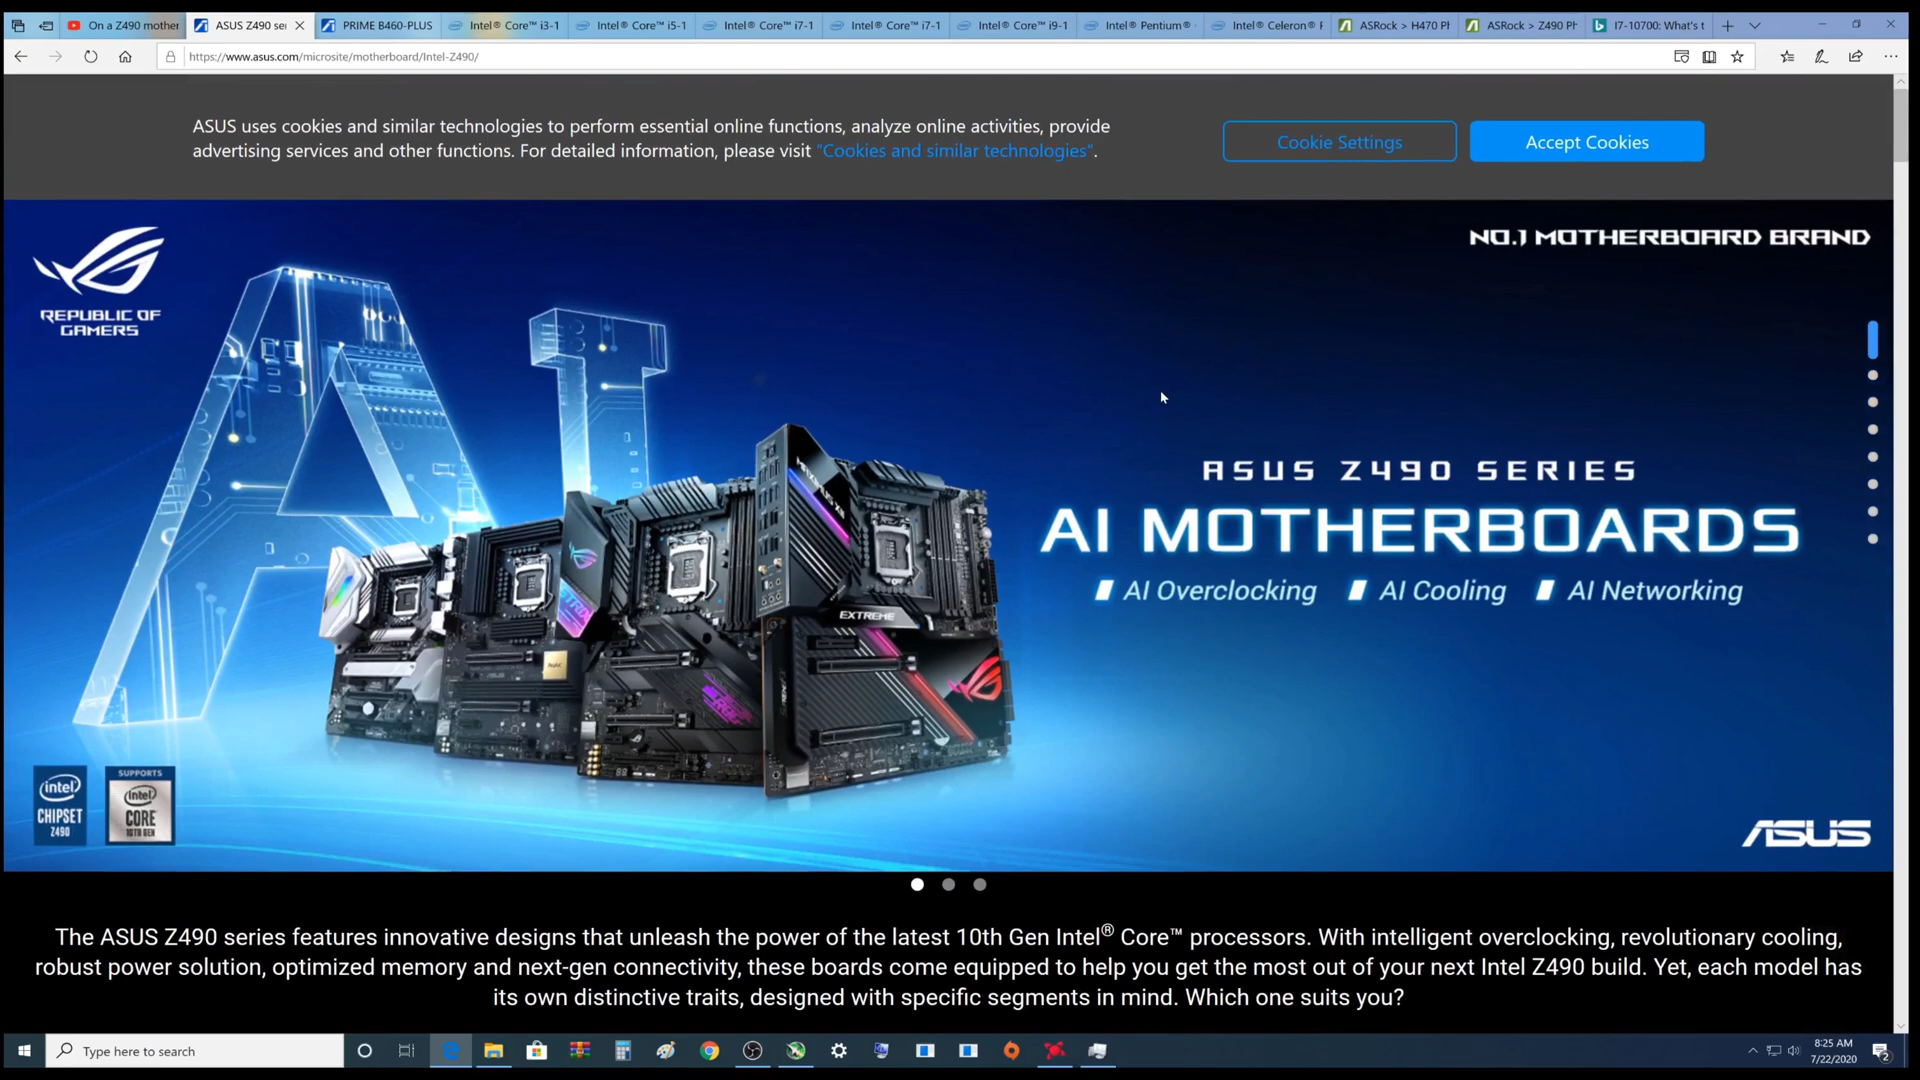 On a Z490 mother
ASUS Z490 se
PRIME B460-PLUS
Intel® Core™ i3-1
Intel® Core™ i5-1
Intel® Core™ i7-1
Intel® Core™ i7-1
Intel® Core™ i9-1
Intel® Pentium®
Intel® Celeron®
ASRock > H470
ASRock > Z490
I7-10700: What's t
https://www.asus.com/microsite/motherboard/Intel-Z490/
ASUS uses cookies and similar technologies to perform essential online functions, analyze online activities, provide
advertising services and other functions. For detailed information, please visit "Cookies and similar technologies".
Cookie Settings
Accept Cookies
REPUBLIC OF
GAMERS
NO.1 MOTHERBOARD BRAND
ASUS Z490 SERIES
AI MOTHERBOARDS
AI Overclocking
AI Cooling
AI Networking
AI
EXTREME
intel
CHIPSET
Z490
SUPPORTS
intel
CORE
10TH GEN
ASUS
The ASUS Z490 series features innovative designs that unleash the power of the latest 10th Gen Intel® Core™ processors. With intelligent overclocking, revolutionary cooling,
robust power solution, optimized memory and next-gen connectivity, these boards come equipped to help you get the most out of your next Intel Z490 build. Yet, each model has
its own distinctive traits, designed with specific segments in mind. Which one suits you?
Type here to search
8:25 AM
7/22/2020
2